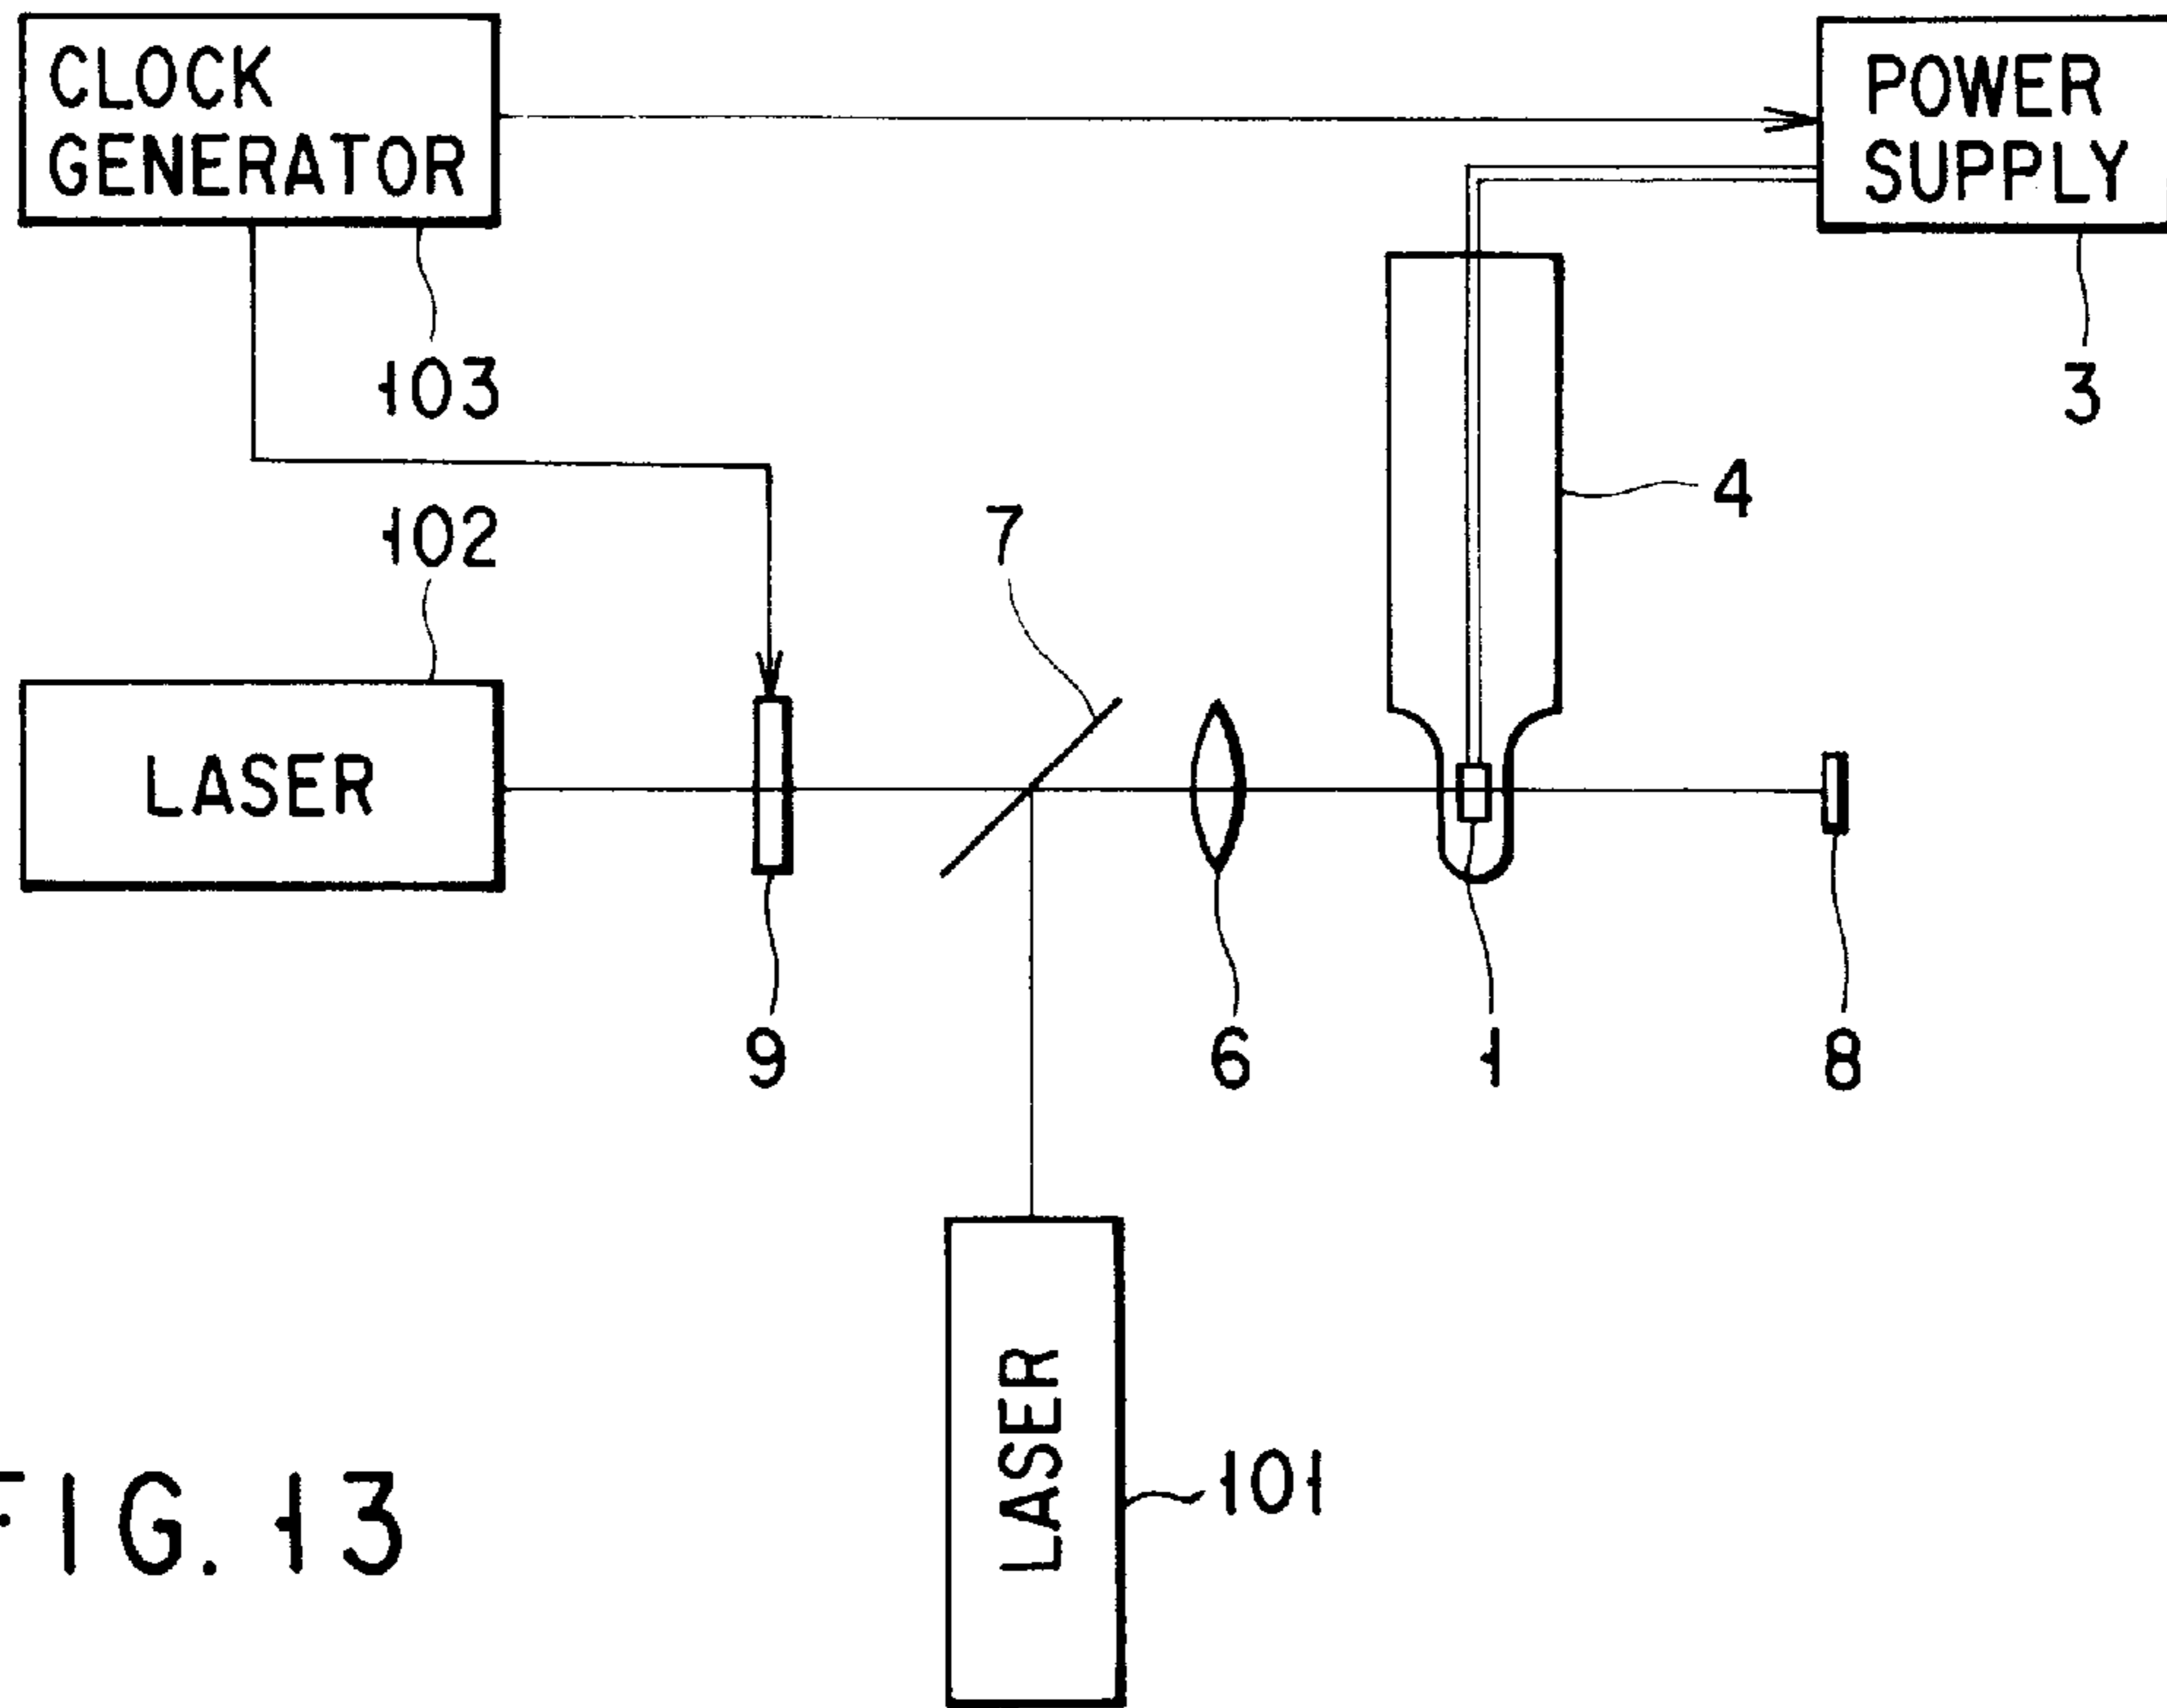 CLOCK
GENERATOR
POWER
SUPPLY
103
3
4
102
7
LASER
9
6
1
8
LASER
101
FIG. 13